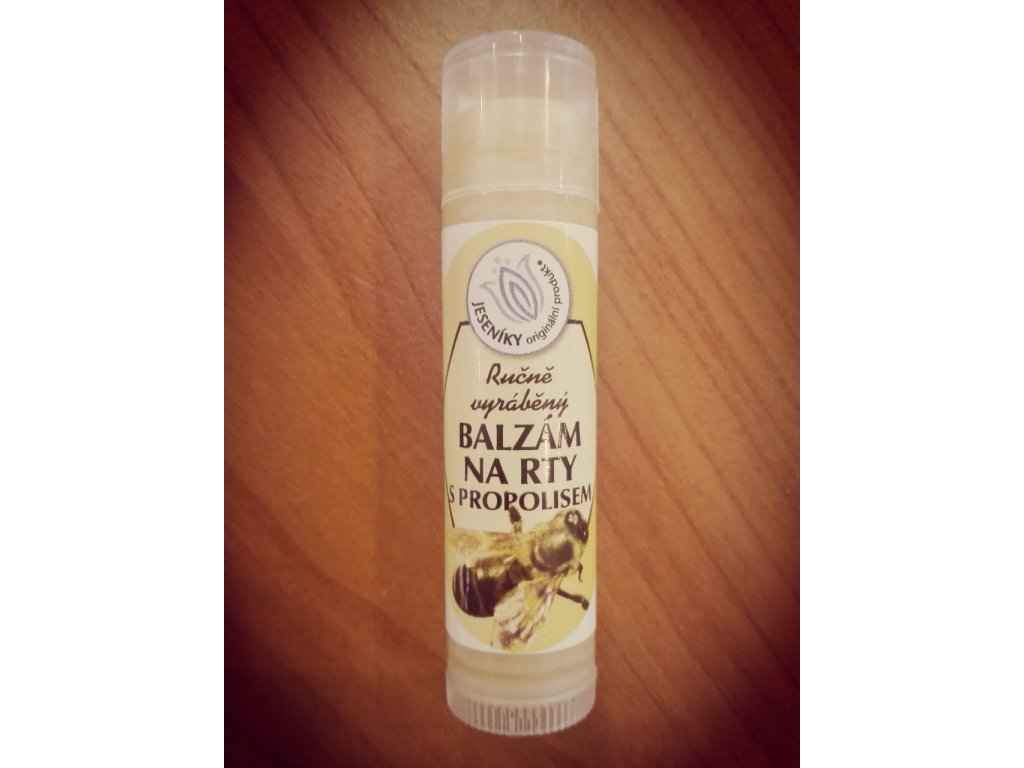 JESENÍKY originální produkt®
Ručně
vyráběný
BALZÁM
NA RTY
S PROPOLISEM